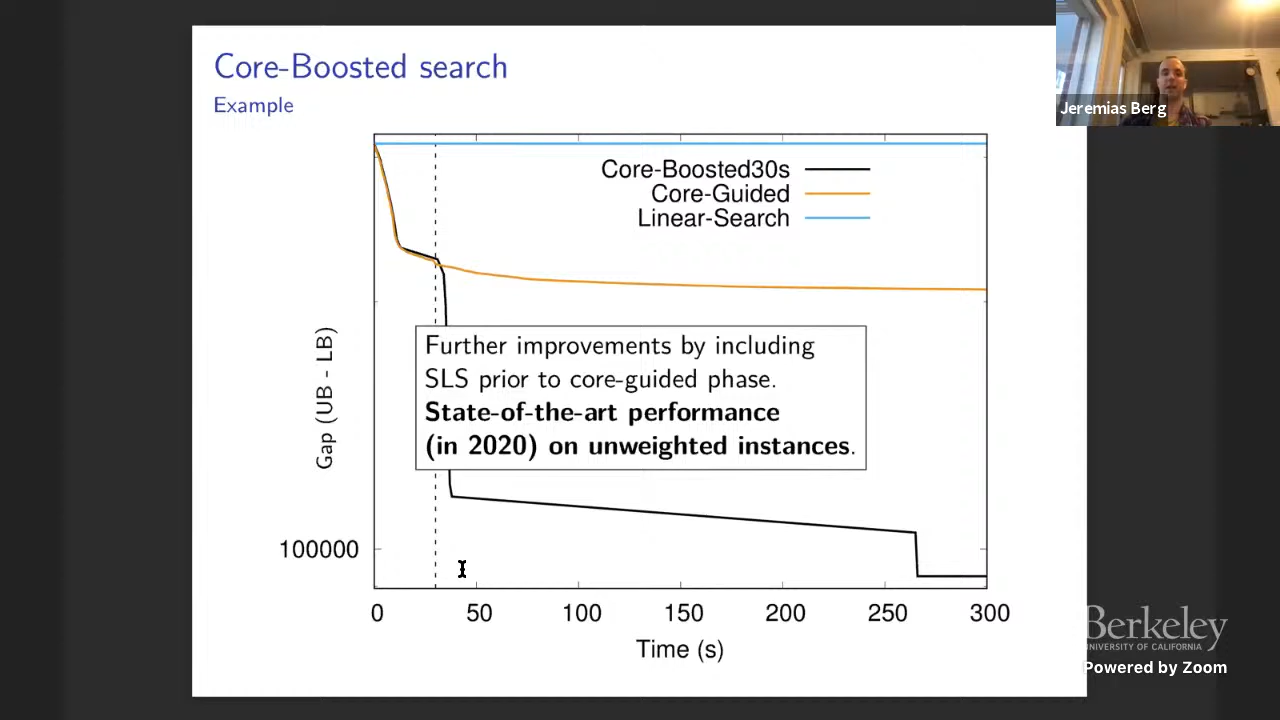 Core-Boosted search
Example
Jeremias Berg
Core-Boosted30s
Core-Guided
Linear-Search
Gap (UB - LB)
Further improvements by including
SLS prior to core-guided phase.
State-of-the-art performance
(in 2020) on unweighted instances.
100000
0 50 100 150 200 250 300
Time (s)
Berkeley
UNIVERSITY OF CALIFORNIA
Powered by Zoom